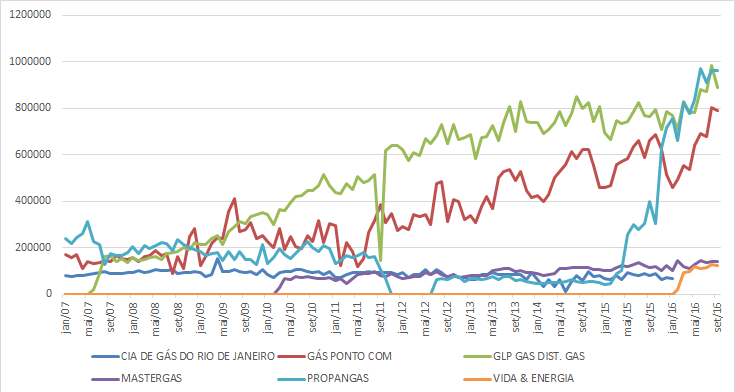 1200000
1000000
800000
600000
400000
200000
0
jan/07 mai/07 set/07 jan/08 mai/08 set/08 jan/09 mai/09 set/09 jan/10 mai/10 set/10 jan/11 mai/11 set/11 jan/12 mai/12 set/12 jan/13 mai/13 set/13 jan/14 mai/14 set/14 jan/15 mai/15 set/15 jan/16 mai/16 set/16
CIA DE GÁS DO RIO DE JANEIRO GÁS PONTO COM GLP GAS DIST. GAS
MASTERGAS PROPANGAS VIDA & ENERGIA